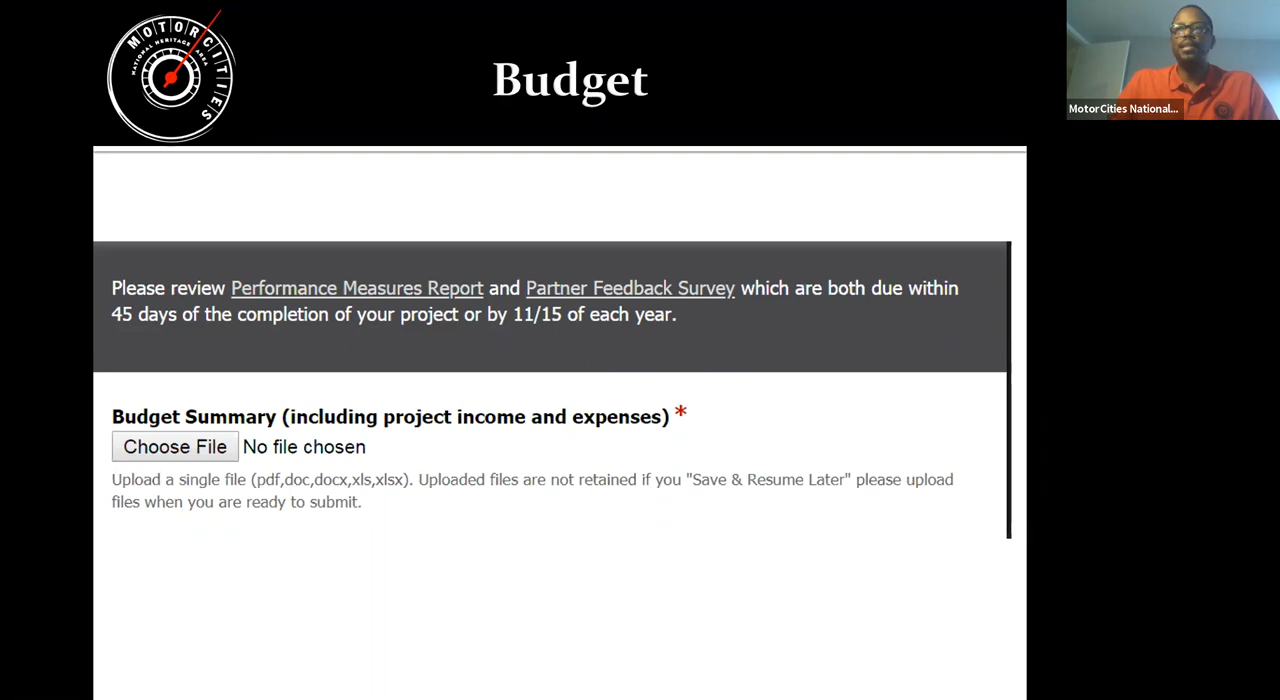 MOTORCITIES
NATIONAL HERITAGE AREA
Budget
MotorCities National...
Please review Performance Measures Report and Partner Feedback Survey which are both due within
45 days of the completion of your project or by 11/15 of each year.
Budget Summary (including project income and expenses) *
Choose File No file chosen
Upload a single file (pdf,doc,docx,xls,xlsx). Uploaded files are not retained if you "Save & Resume Later" please upload
files when you are ready to submit.